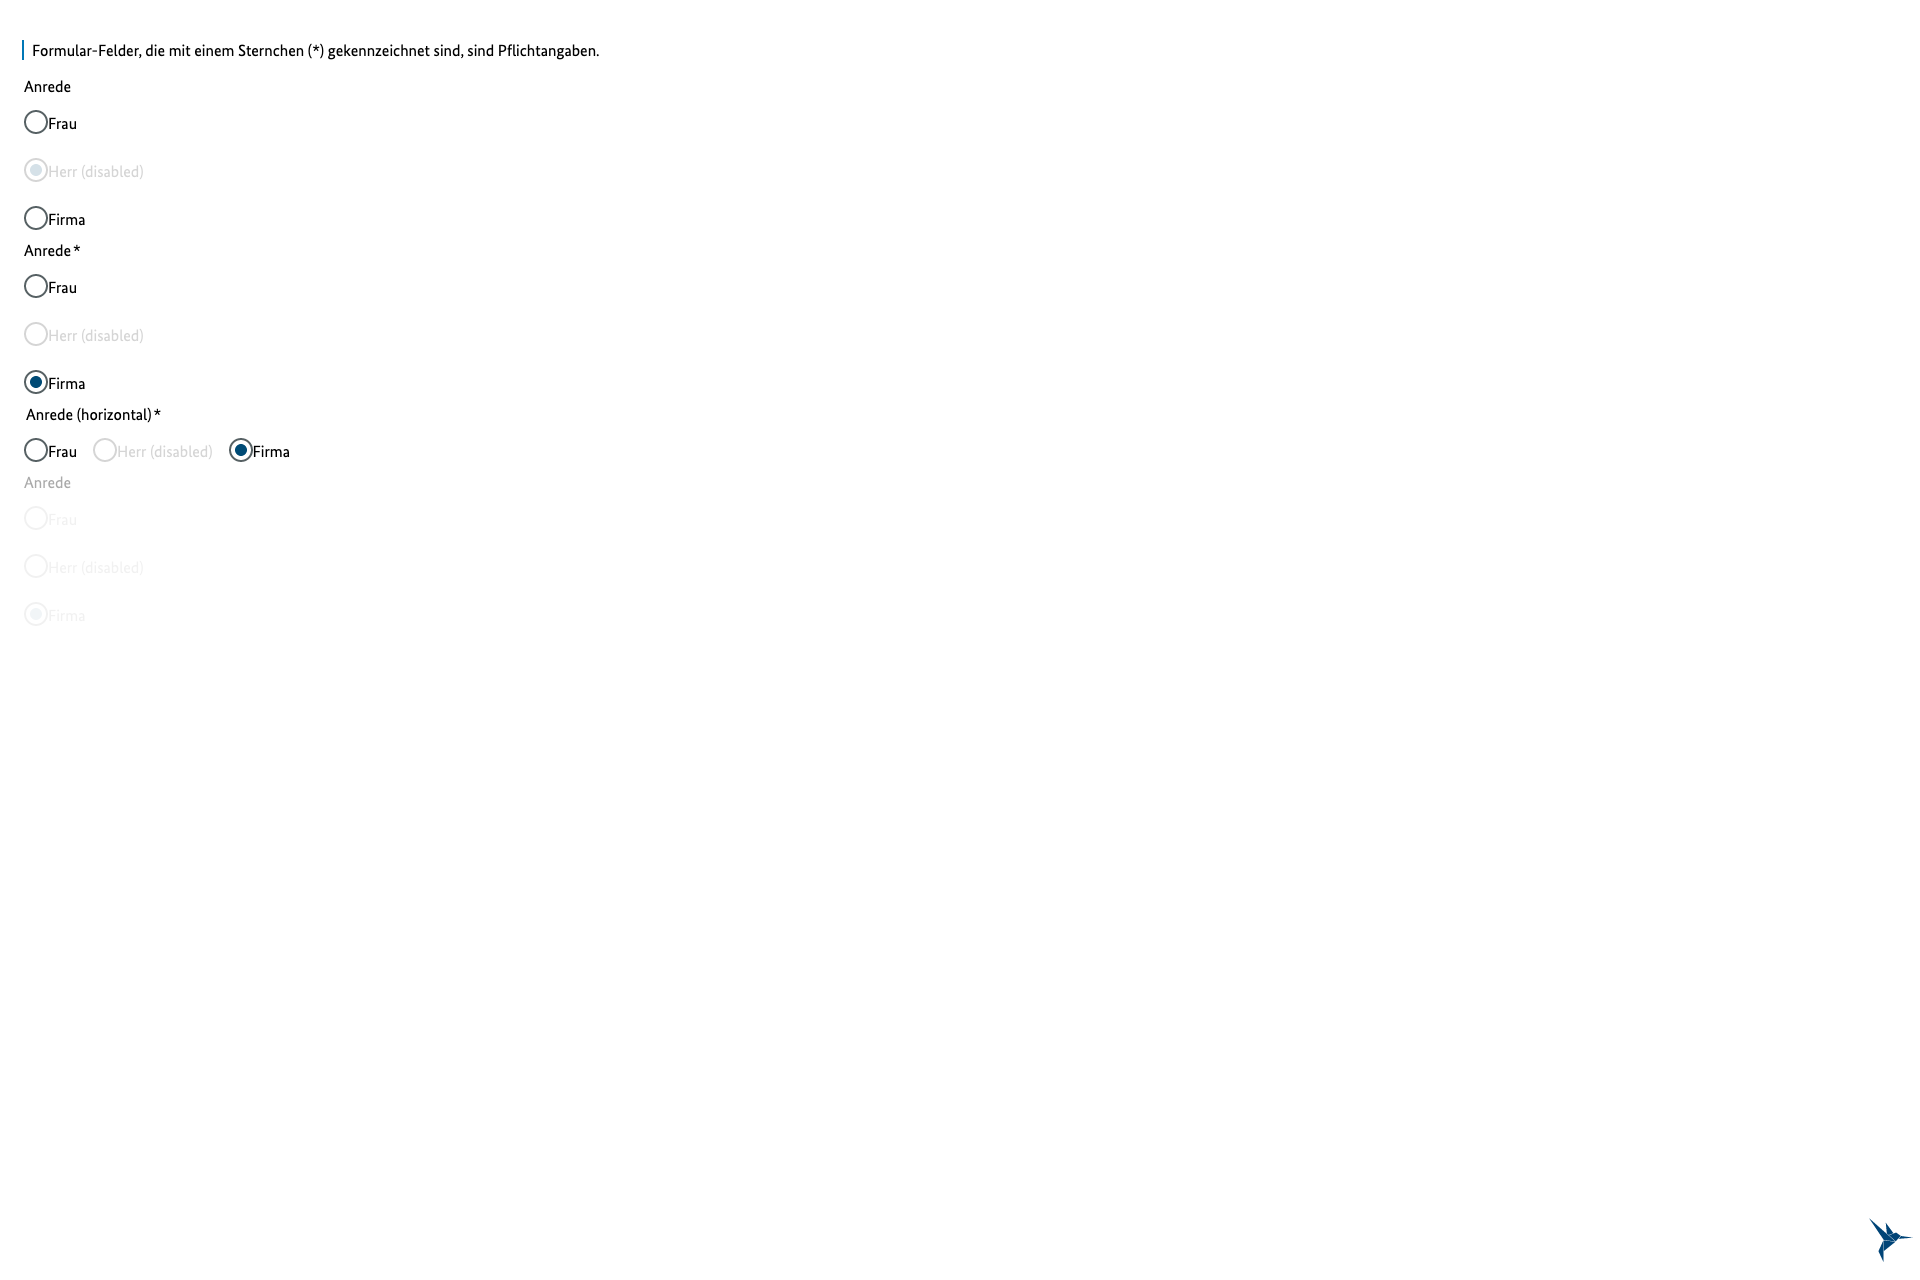 Formular-Felder, die mit einem Sternchen (*) gekennzeichnet sind, sind Pflichtangaben.
Anrede
Frau
Herr (disabled)
Firma
Anrede*
Frau
Herr (disabled)
Firma
Anrede (horizontal)*
Frau Herr (disabled) Firma
Anrede
Frau
Herr (disabled)
Firma